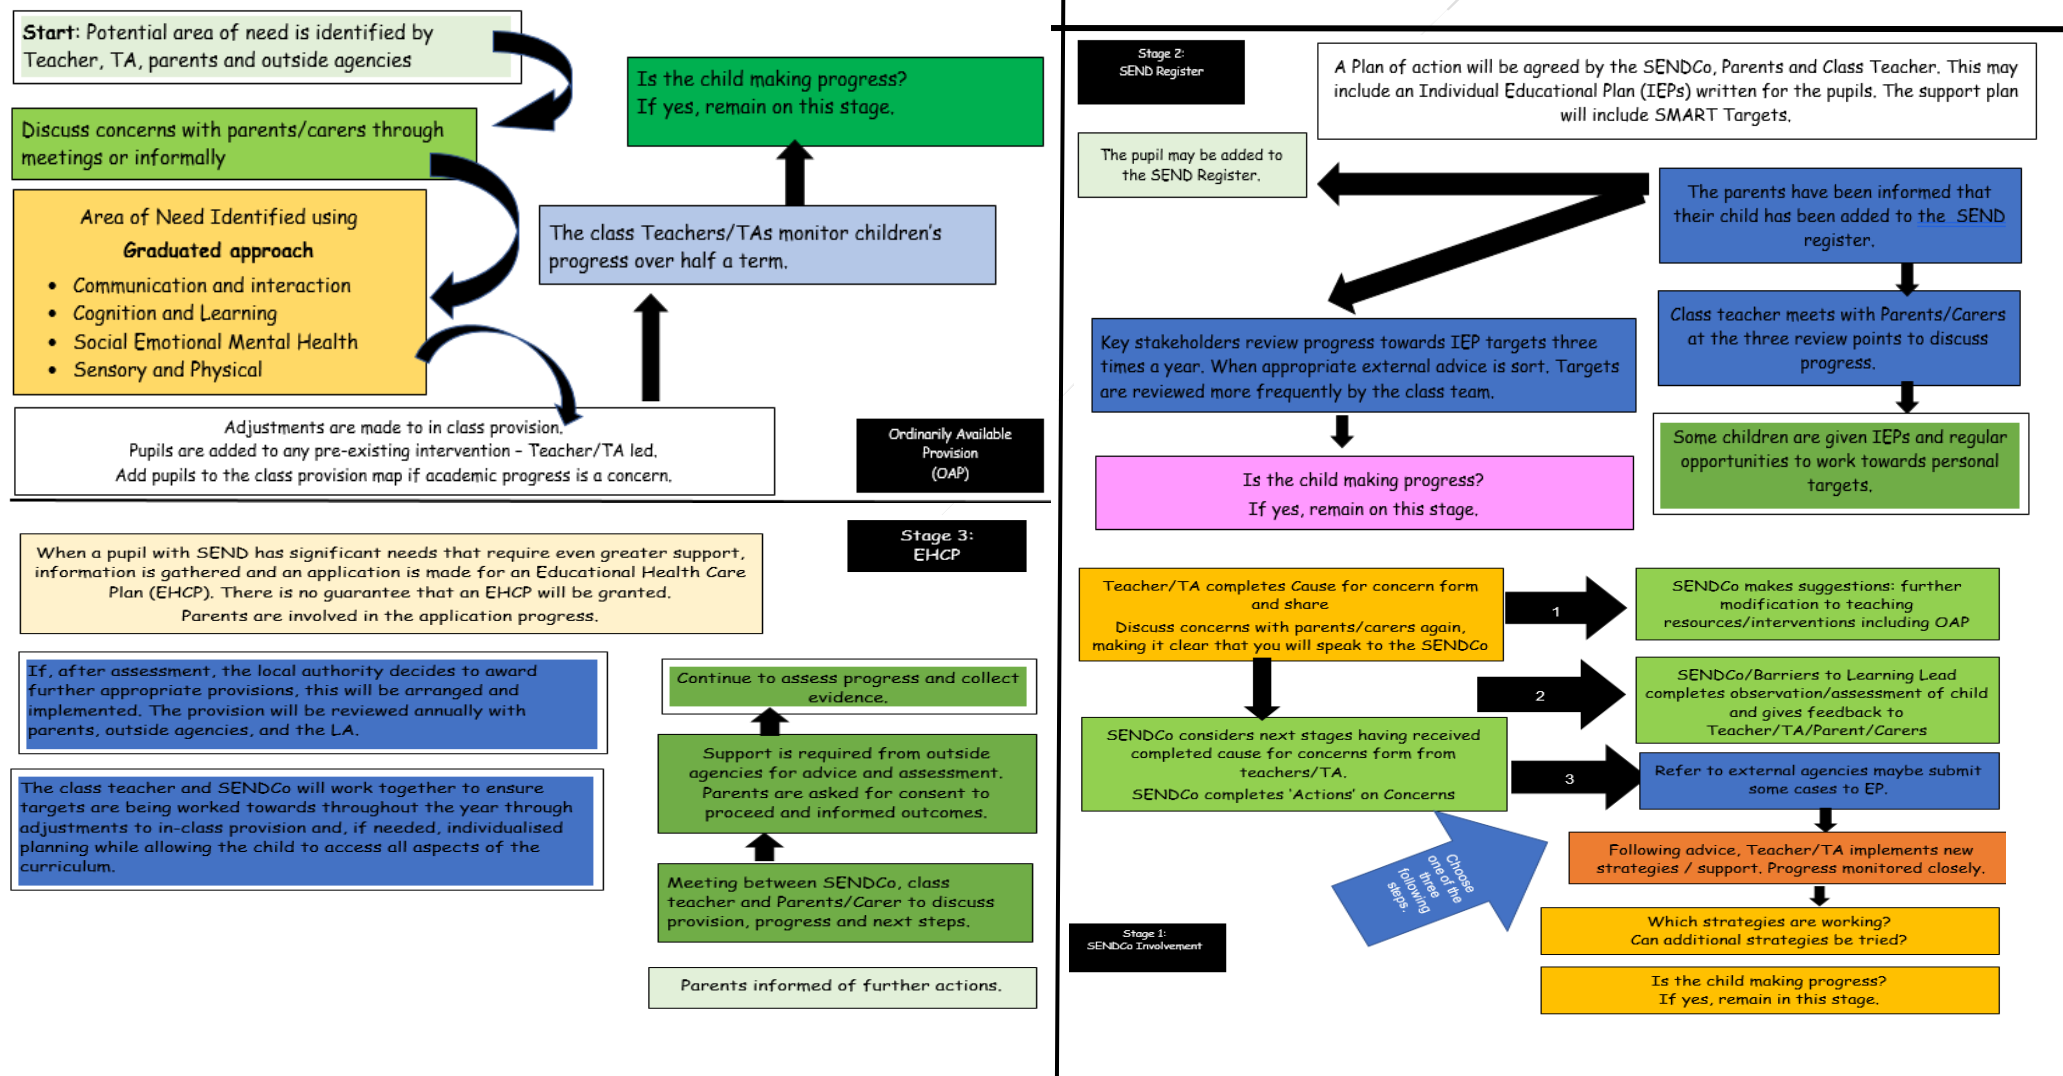 Start: Potential area of need is identified by
Teacher, TA, parents and outside agencies
Discuss concerns with parents/carers through
meetings or informally
Area of Need Identified using
Graduated approach
• Communication and interaction
• Cognition and Learning
• Social Emotional Mental Health
• Sensory and Physical
Adjustments are made to in class provision.
Pupils are added to any pre-existing intervention – Teacher/TA led.
Add pupils to the class provision map if academic progress is a concern.
The class Teachers/TAs monitor children's
progress over half a term.
Is the child making progress?
If yes, remain on this stage.
Ordinarily Available
Provision
(OAP)
Stage 2:
SEND Register
A Plan of action will be agreed by the SENDCo, Parents and Class Teacher. This may
include an Individual Educational Plan (IEPs) written for the pupils. The support plan
will include SMART Targets.
The pupil may be added to
the SEND Register.
The parents have been informed that
their child has been added to the SEND
register.
Class teacher meets with Parents/Carers
at the three review points to discuss
progress.
Some children are given IEPs and regular
opportunities to work towards personal
targets.
Key stakeholders review progress towards IEP targets three
times a year. When appropriate external advice is sort. Targets
are reviewed more frequently by the class team.
Is the child making progress?
If yes, remain on this stage.
Stage 3:
EHCP
When a pupil with SEND has significant needs that require even greater support,
information is gathered and an application is made for an Educational Health Care
Plan (EHCP). There is no guarantee that an EHCP will be granted.
Parents are involved in the application progress.
If, after assessment, the local authority decides to award
further appropriate provisions, this will be arranged and
implemented. The provision will be reviewed annually with
parents, outside agencies, and the LA.
The class teacher and SENDCo will work together to ensure
targets are being worked towards throughout the year through
adjustments to in-class provision and, if needed, individualised
planning while allowing the child to access all aspects of the
curriculum.
Continue to assess progress and collect
evidence.
Support is required from outside
agencies for advice and assessment.
Parents are asked for consent to
proceed and informed outcomes.
Meeting between SENDCo, class
teacher and Parents/Carer to discuss
provision, progress and next steps.
Parents informed of further actions.
Teacher/TA completes Cause for concern form
and share
Discuss concerns with parents/carers again,
making it clear that you will speak to the SENDCo
SENDCo considers next stages having received
completed cause for concerns form from
teachers/TA.
SENDCo completes 'Actions' on Concerns
Choose
one of the
three
following
steps.
Stage 1:
SENDCo Involvement
1
SENDCo makes suggestions: further
modification to teaching
resources/interventions including OAP
2
SENDCo/Barriers to Learning Lead
completes observation/assessment of child
and gives feedback to
Teacher/TA/Parent/Carers
3
Refer to external agencies maybe submit
some cases to EP.
Following advice, Teacher/TA implements new
strategies / support. Progress monitored closely.
Which strategies are working?
Can additional strategies be tried?
Is the child making progress?
If yes, remain in this stage.